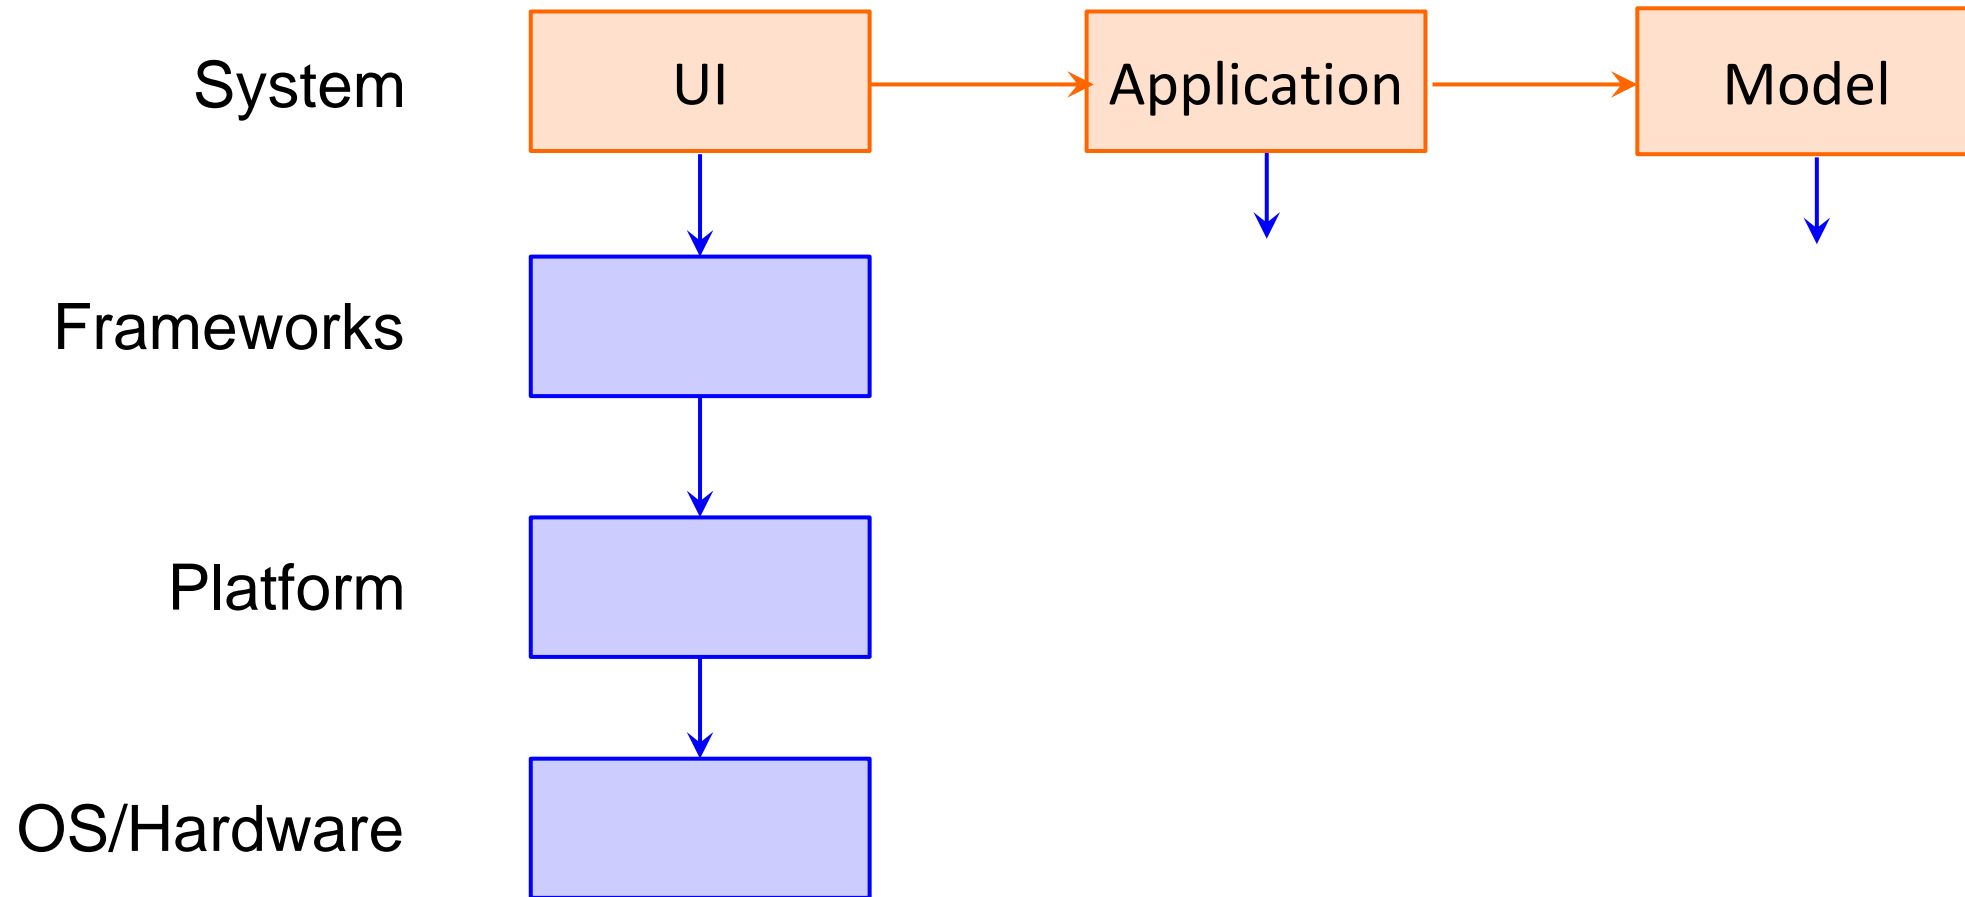 System
UI
Application
Model
Frameworks
Platform
OS/Hardware